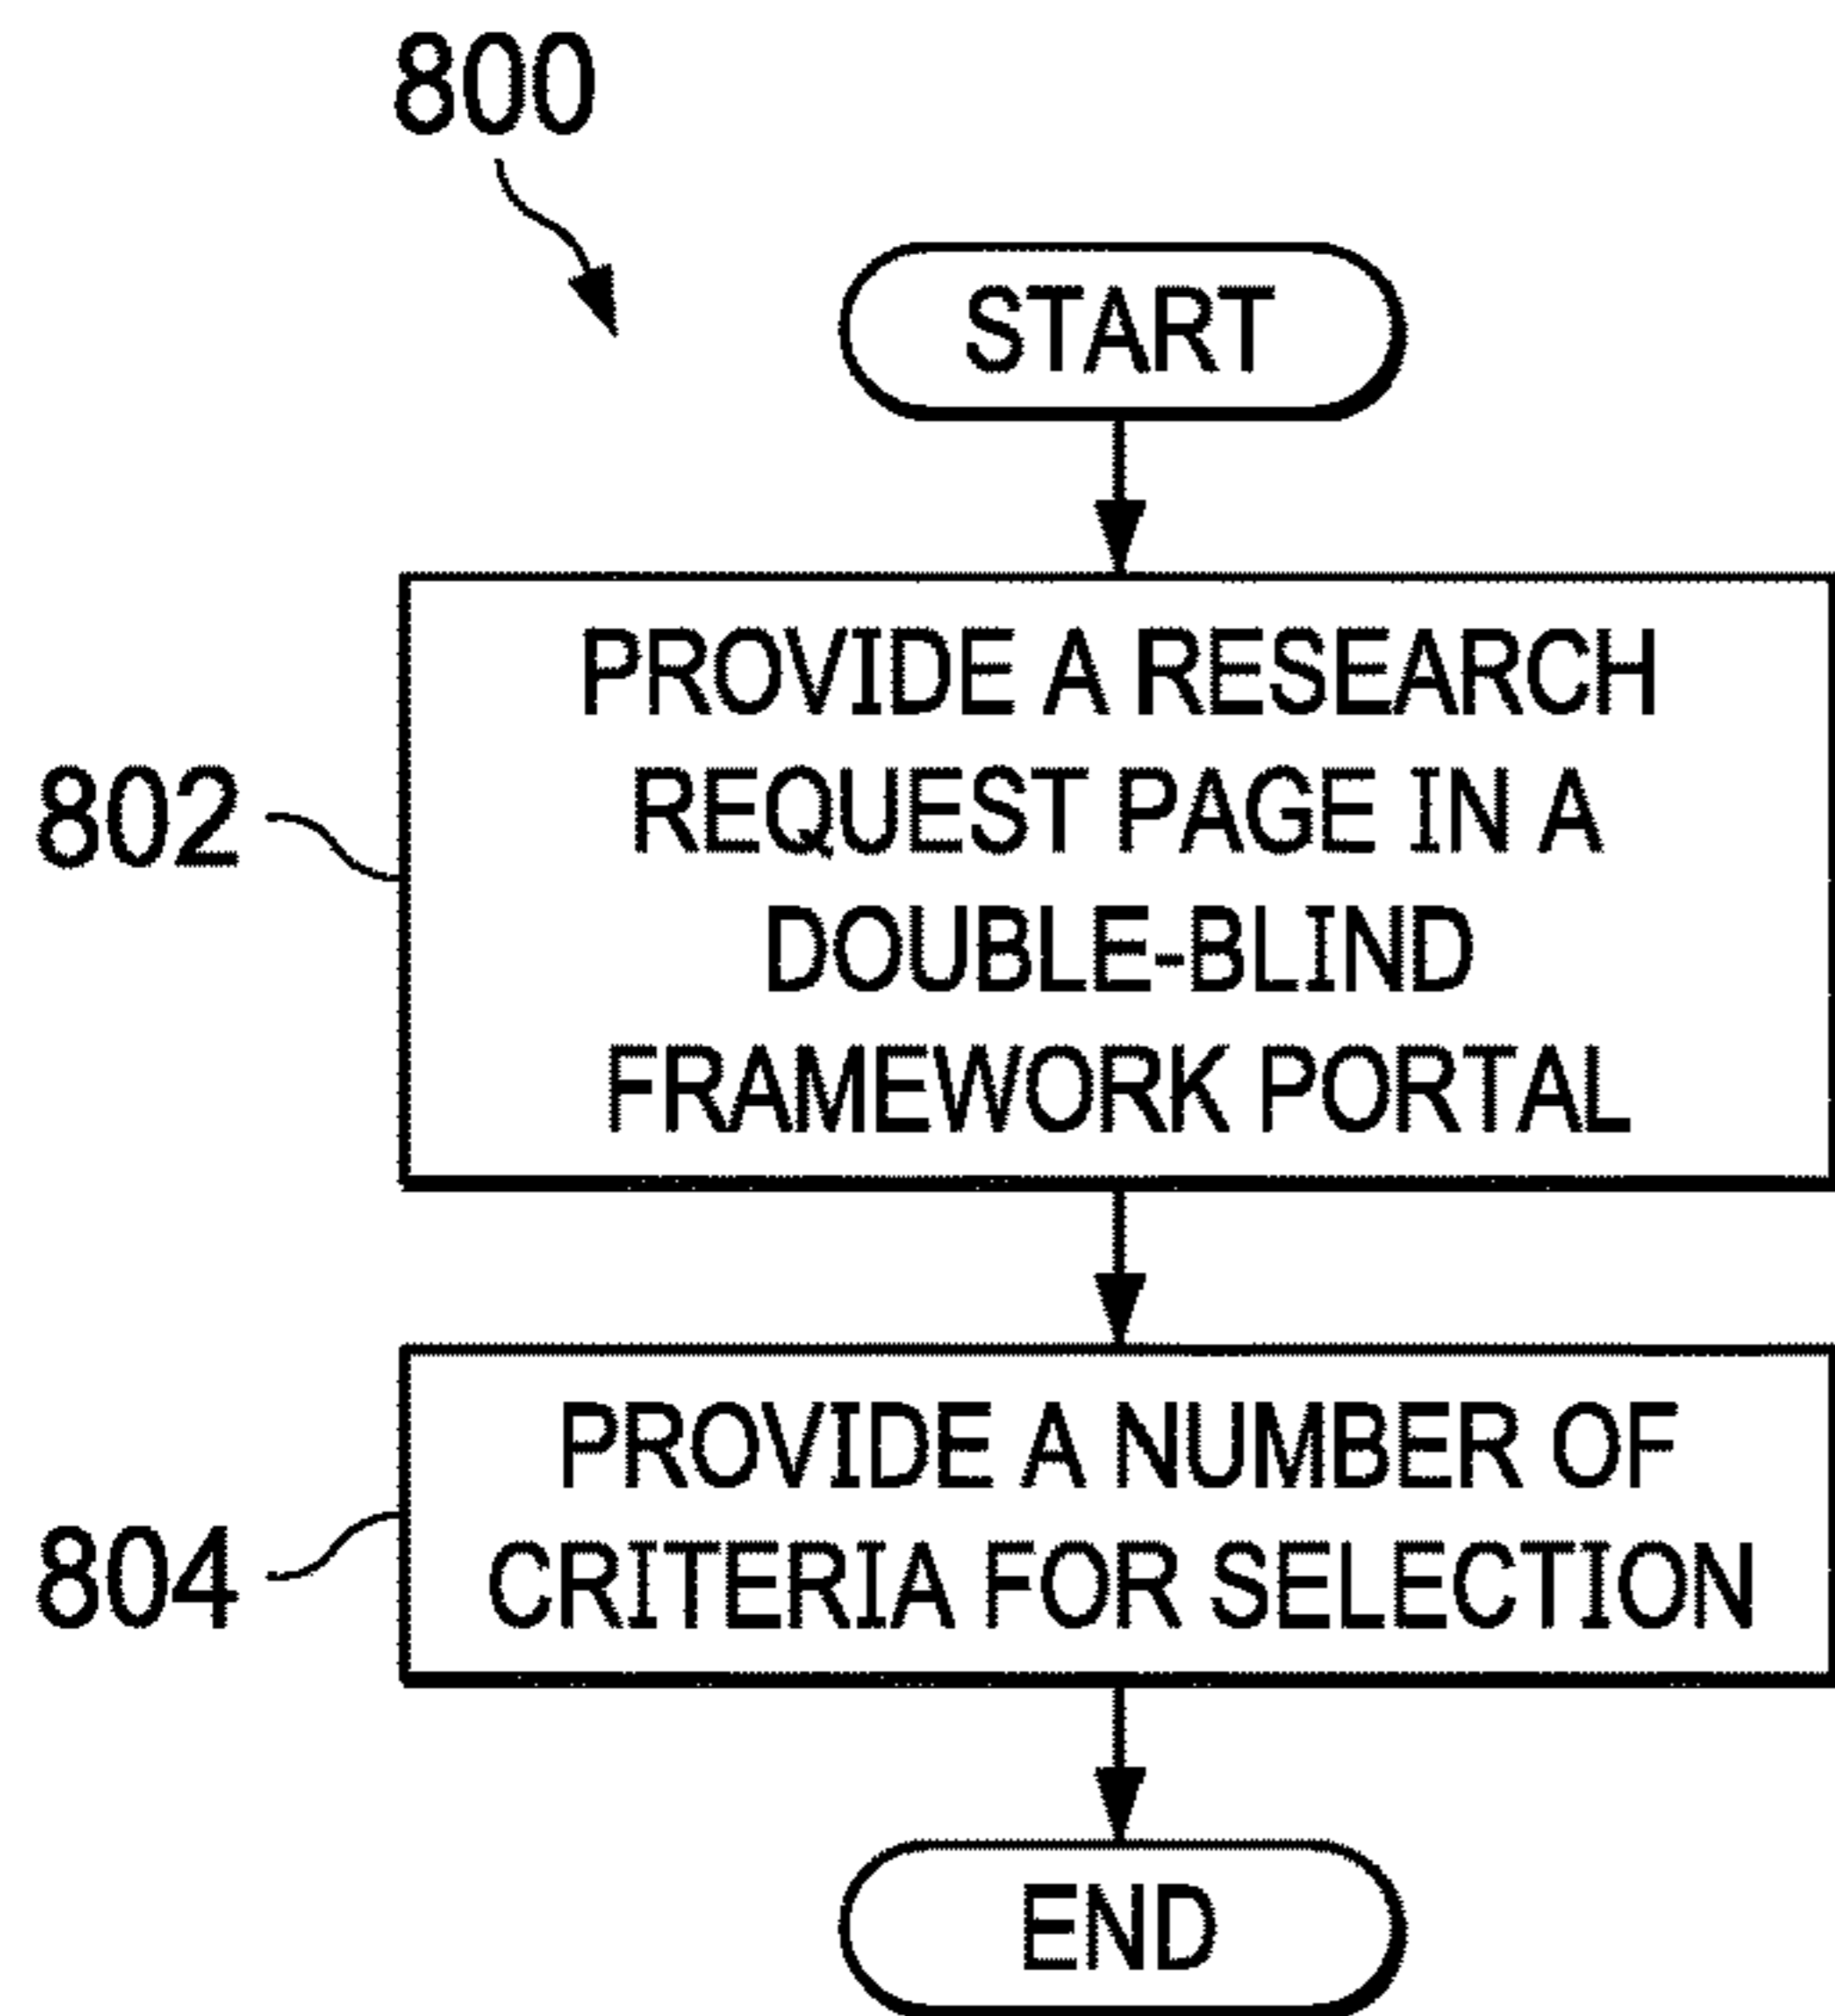 800
START
802
PROVIDE A RESEARCH
REQUEST PAGE IN A
DOUBLE-BLIND
FRAMEWORK PORTAL
804
PROVIDE A NUMBER OF
CRITERIA FOR SELECTION
END